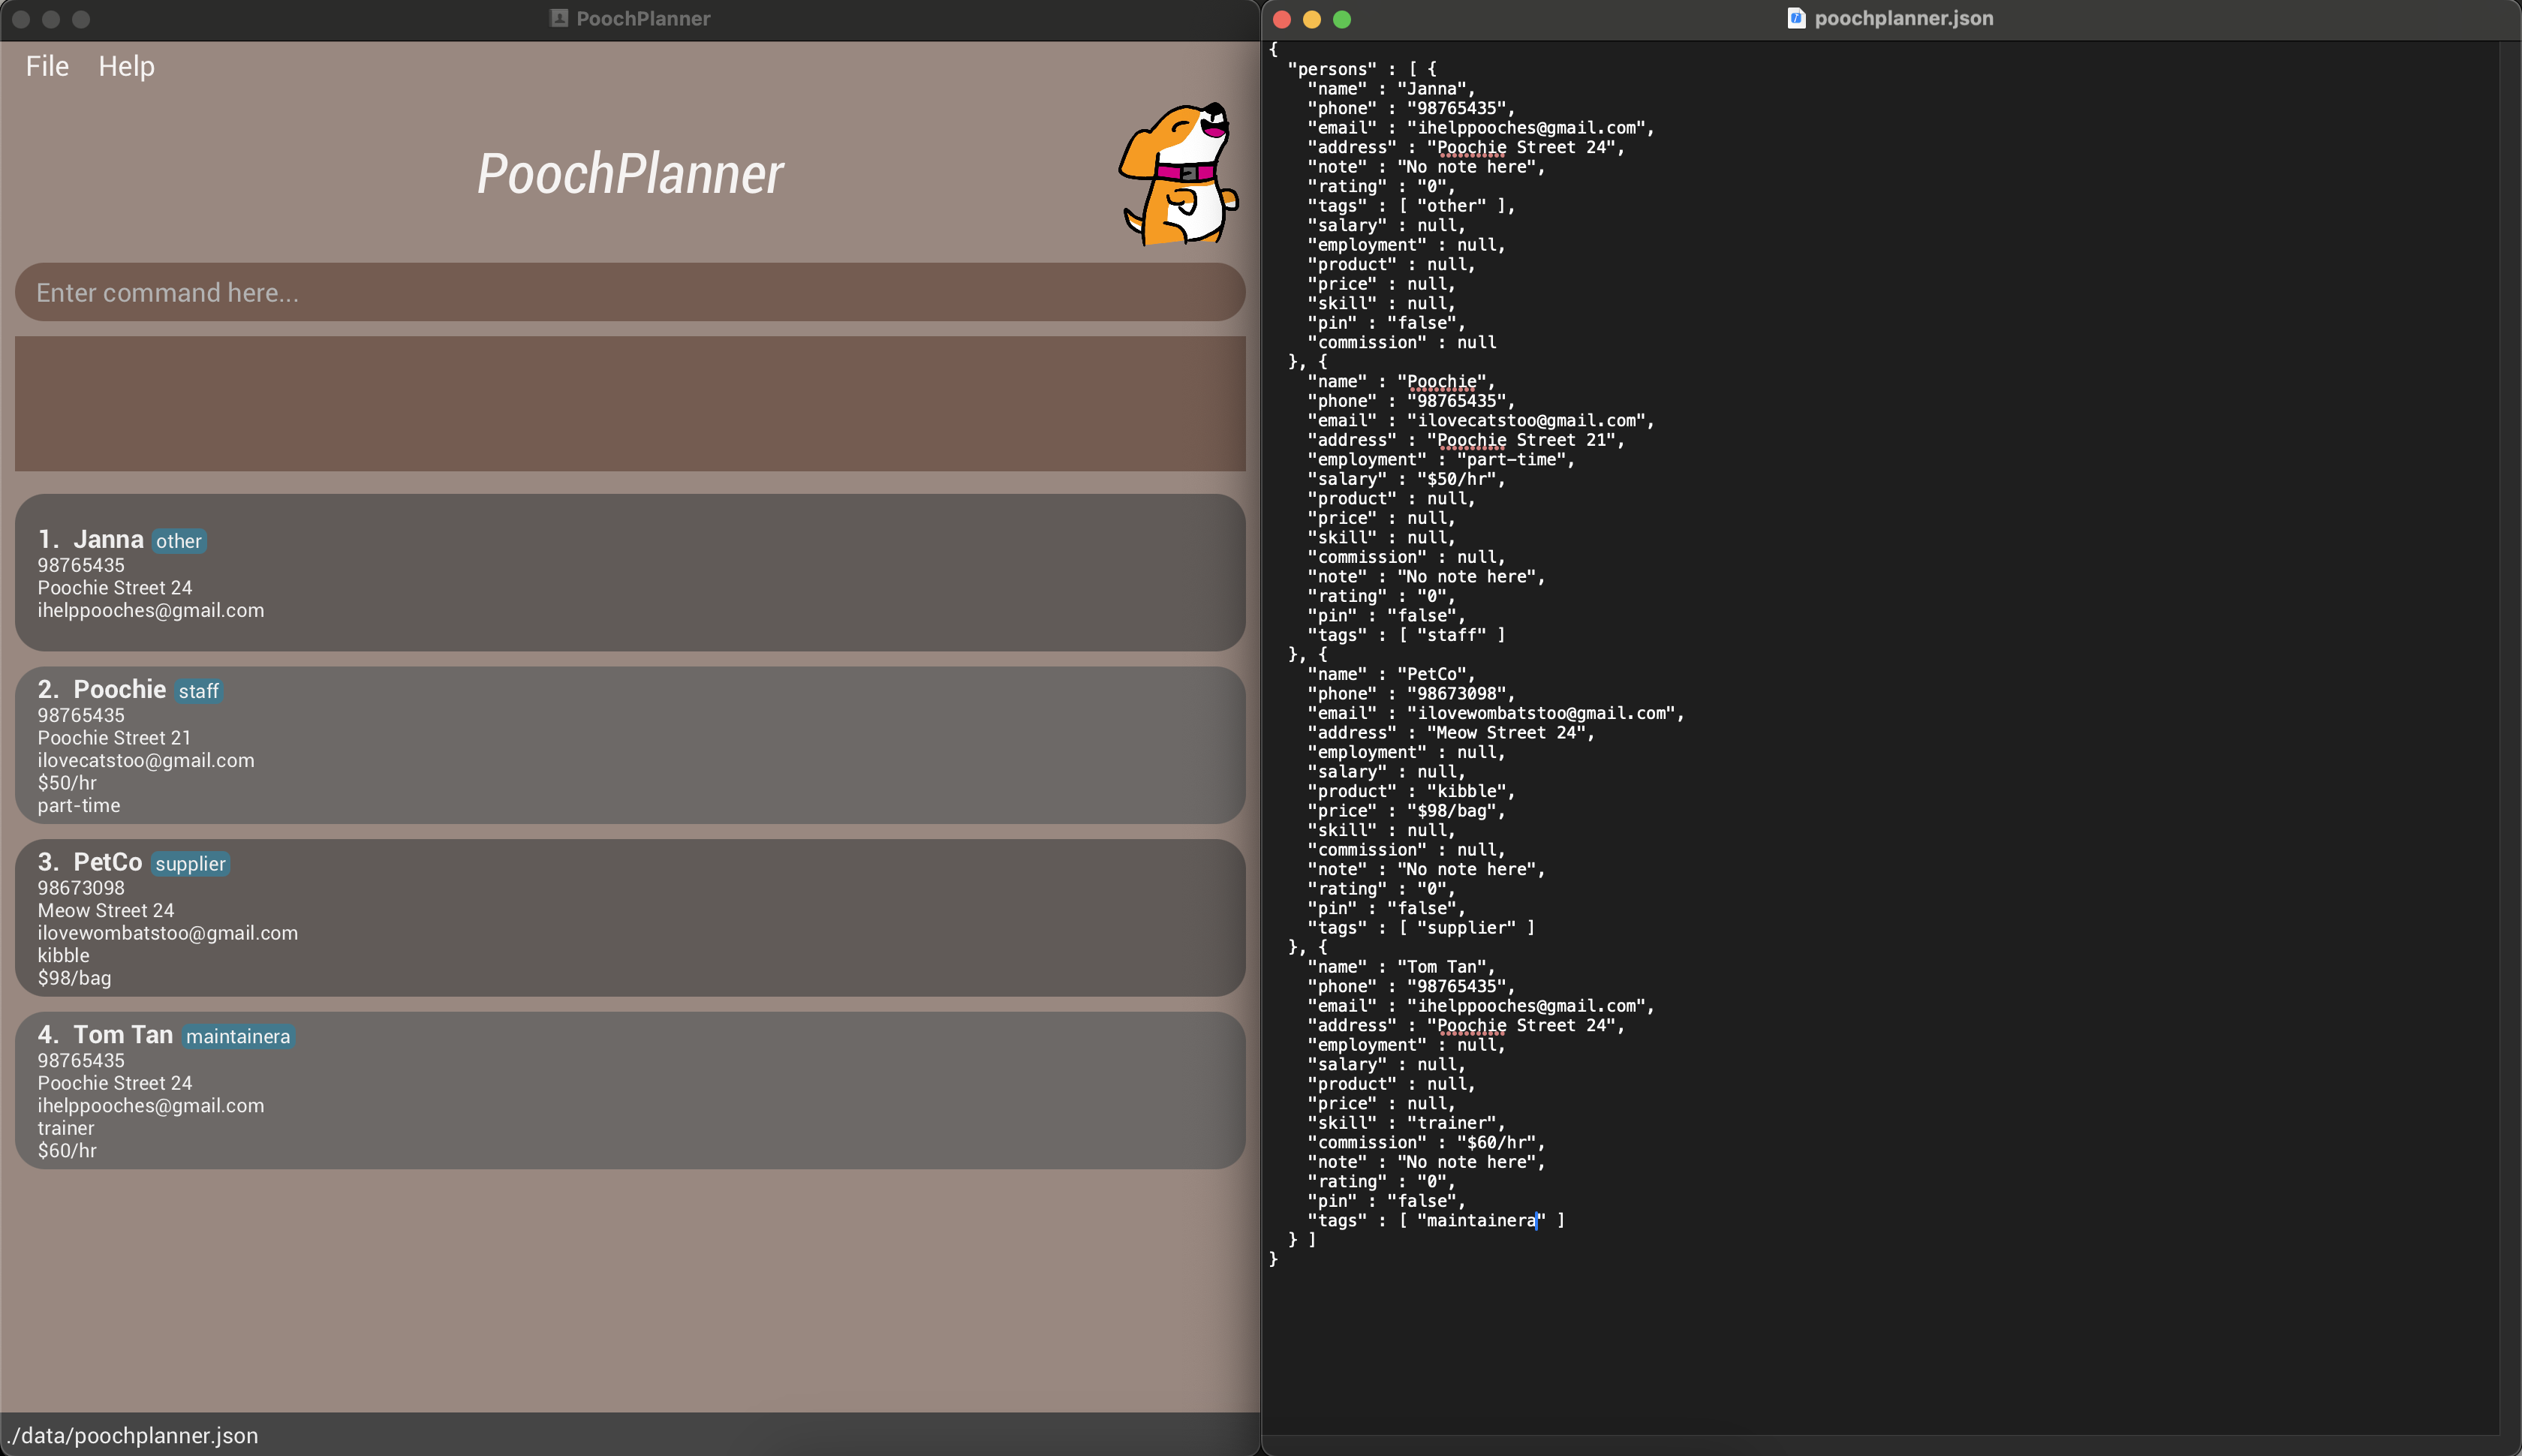 PoochPlanner
File Help
PoochPlanner
Enter command here...
1. Janna other
98765435
Poochie Street 24
ihelppooches@gmail.com
2. Poochie staff
98765435
Poochie Street 21
ilovecatstoo@gmail.com
$50/hr
part-time
3. PetCo supplier
98673098
Meow Street 24
ilovewombatstoo@gmail.com
kibble
$98/bag
4. Tom Tan maintainera
98765435
Poochie Street 24
ihelppooches@gmail.com
trainer
$60/hr
./data/poochplanner.json
poochplanner.json
{
"persons" : [ {
"name" : "Janna",
"phone" : "98765435",
"email" : "ihelppooches@gmail.com",
"address" : "Poochie Street 24",
"note" : "No note here",
"rating" : "0",
"tags" : [ "other" ],
"salary" : null,
"employment" : null,
"product" : null,
"price" : null,
"skill" : null,
"pin" : "false",
"commission" : null
}, {
"name" : "Poochie",
"phone" : "98765435",
"email" : "ilovecatstoo@gmail.com",
"address" : "Poochie Street 21",
"employment" : "part-time",
"salary" : "$50/hr",
"product" : null,
"price" : null,
"skill" : null,
"commission" : null,
"note" : "No note here",
"rating" : "0",
"pin" : "false",
"tags" : [ "staff" ]
}, {
"name" : "PetCo",
"phone" : "98673098",
"email" : "ilovewombatstoo@gmail.com",
"address" : "Meow Street 24",
"employment" : null,
"salary" : null,
"product" : "kibble",
"price" : "$98/bag",
"skill" : null,
"commission" : null,
"note" : "No note here",
"rating" : "0",
"pin" : "false",
"tags" : [ "supplier" ]
}, {
"name" : "Tom Tan",
"phone" : "98765435",
"email" : "ihelppooches@gmail.com",
"address" : "Poochie Street 24",
"employment" : null,
"salary" : null,
"product" : null,
"price" : null,
"skill" : "trainer",
"commission" : "$60/hr",
"note" : "No note here",
"rating" : "0",
"pin" : "false",
"tags" : [ "maintainera" ]
} ]
}